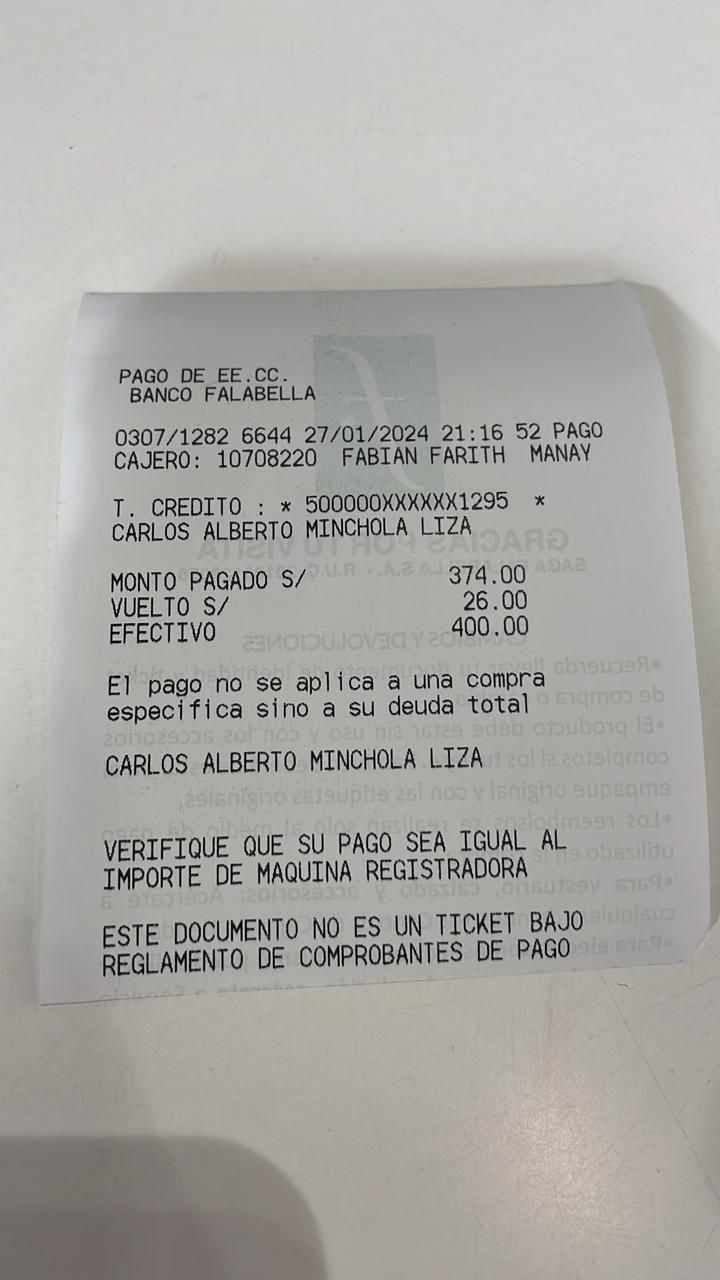 PAGO DE EE.CC.
BANCO FALABELLA
0307/1282 6644 27/01/2024 21:16 52 PAGO
CAJERO: 10708220 FABIAN FARITH MANAY
T. CREDITO : * 500000XXXXXX1295 *
CARLOS ALBERTO MINCHOLA LIZA
MONTO PAGADO S/ 374.00
VUELTO S/ 26.00
EFECTIVO 400.00
El pago no se aplica a una compra
especifica sino a su deuda total
CARLOS ALBERTO MINCHOLA LIZA
VERIFIQUE QUE SU PAGO SEA IGUAL AL
IMPORTE DE MAQUINA REGISTRADORA
ESTE DOCUMENTO NO ES UN TICKET BAJO
REGLAMENTO DE COMPROBANTES DE PAGO